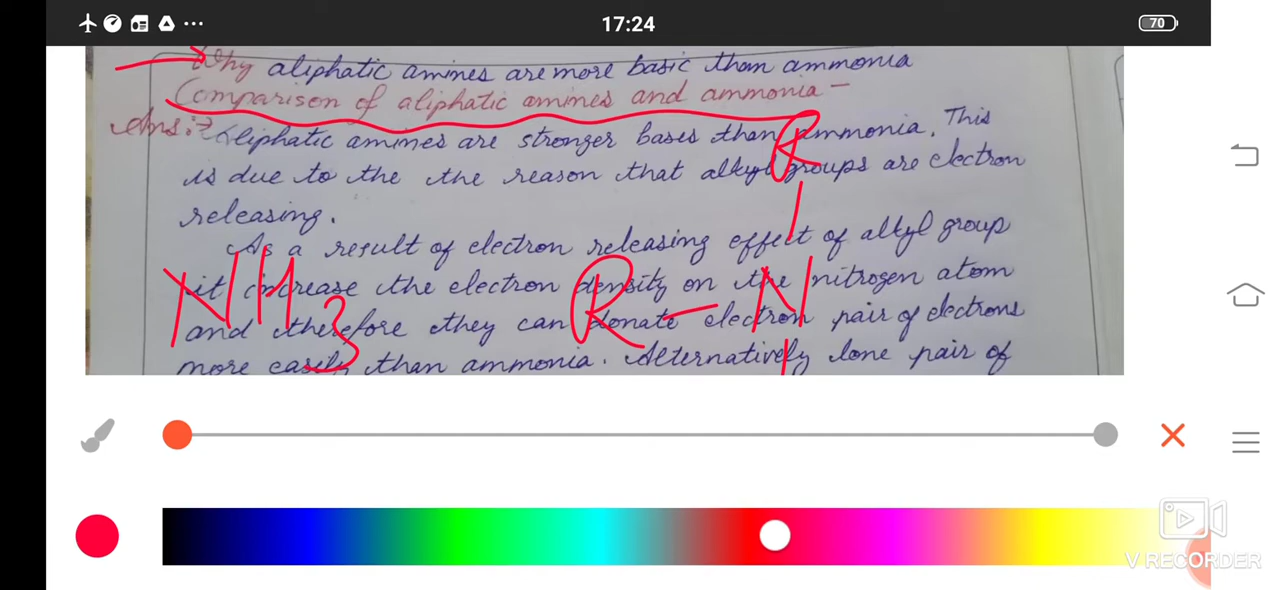 17:24
70
Why aliphatic amines are more basic than ammonia
Comparison of aliphatic amines and ammonia -
Ans:- Aliphatic amines are stronger bases than ammonia. This
is due to the the reason that alkyl groups are electron
releasing.
As a result of electron releasing effect of alkyl group
it increase the electron density on the nitrogen atom
and therefore they can donate electron pair of electrons
more easily than ammonia. Alternatively lone pair of
R
NH3 R-N
V RECORDER